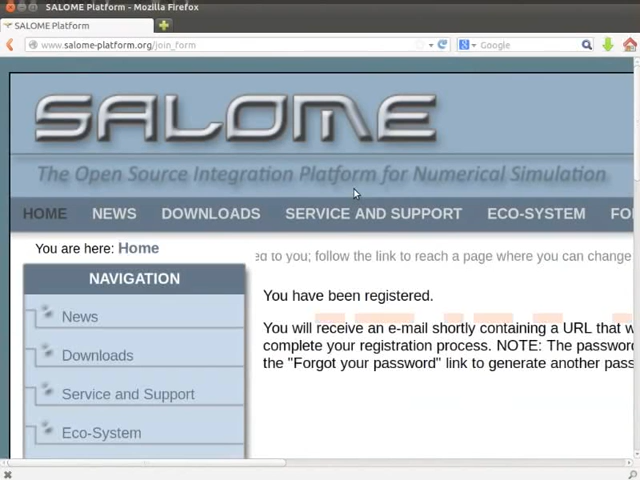 SALOME Platform - Mozilla Firefox
SALOME Platform
www.salome-platform.org/join_form
Google
SALOME
The Open Source Integration Platform for Numerical Simulation
HOME NEWS DOWNLOADS SERVICE AND SUPPORT ECO-SYSTEM FO
You are here: Home
ed to you; follow the link to reach a page where you can change
NAVIGATION
You have been registered.
News
You will receive an e-mail shortly containing a URL that w
complete your registration process. NOTE: The password
the "Forgot your password" link to generate another pass
Downloads
Service and Support
Eco-System